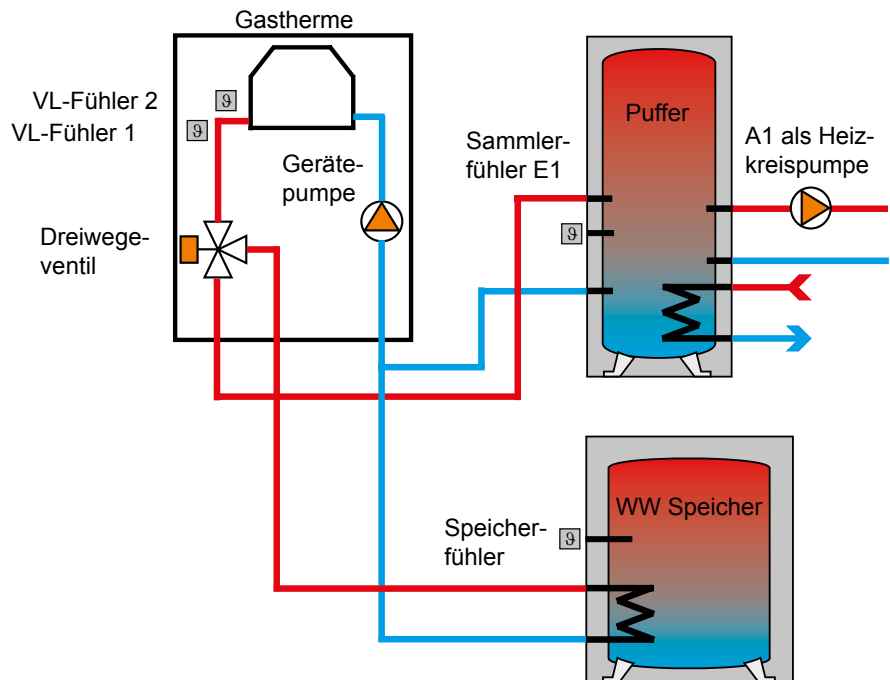 Gastherme
VL-Fühler 2
ϑ
VL-Fühler 1
ϑ
Geräte-
pumpe
Dreiwege-
ventil
Sammler-
fühler E1
ϑ
Puffer
A1 als Heiz-
kreispumpe
Speicher-
fühler
ϑ
WW Speicher